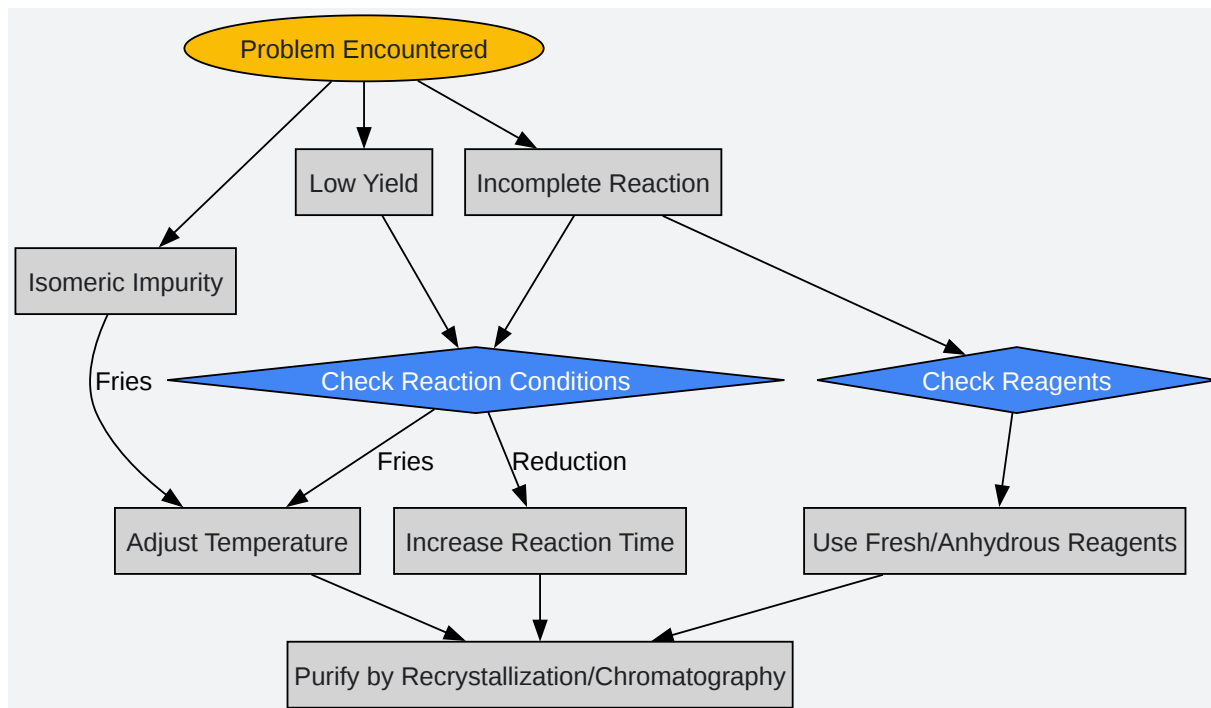 Problem Encountered
Low Yield
Incomplete Reaction
Isomeric Impurity
Fries
Check Reaction Conditions
Check Reagents
Fries
Reduction
Adjust Temperature
Increase Reaction Time
Use Fresh/Anhydrous Reagents
Purify by Recrystallization/Chromatography